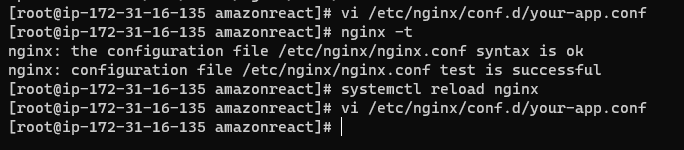 [root@ip-172-31-16-135 amazonreact]# vi /etc/nginx/conf.d/your-app.conf
[root@ip-172-31-16-135 amazonreact]# nginx -t
nginx: the configuration file /etc/nginx/nginx.conf syntax is ok
nginx: configuration file /etc/nginx/nginx.conf test is successful
[root@ip-172-31-16-135 amazonreact]# systemctl reload nginx
[root@ip-172-31-16-135 amazonreact]# vi /etc/nginx/conf.d/your-app.conf
[root@ip-172-31-16-135 amazonreact]#